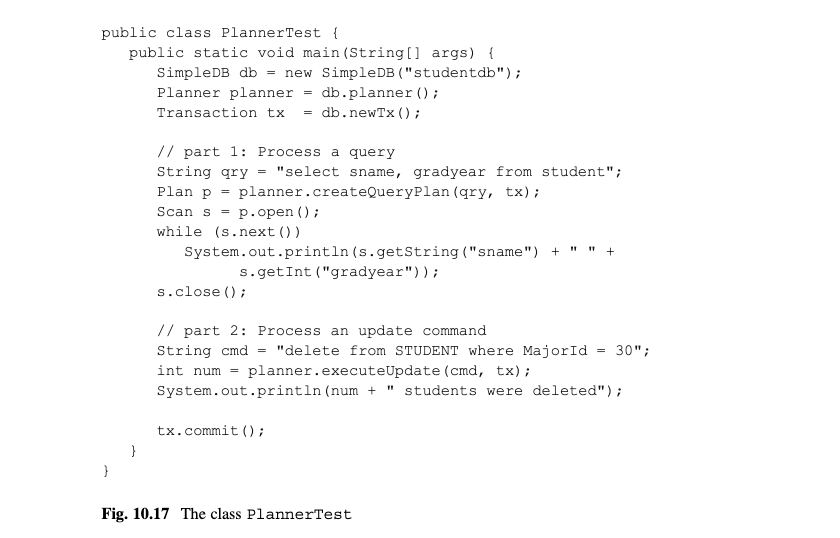 public class PlannerTest {
   public static void main(String[] args) {
      SimpleDB db = new SimpleDB("studentdb");
      Planner planner = db.planner();
      Transaction tx  = db.newTx();

      // part 1: Process a query
      String qry = "select sname, gradyear from student";
      Plan p = planner.createQueryPlan(qry, tx);
      Scan s = p.open();
      while (s.next())
         System.out.println(s.getString("sname") + " " +
               s.getInt("gradyear"));
      s.close();

      // part 2: Process an update command
      String cmd = "delete from STUDENT where MajorId = 30";
      int num = planner.executeUpdate(cmd, tx);
      System.out.println(num + " students were deleted");

      tx.commit();
   }
}
Fig. 10.17 The class PlannerTest